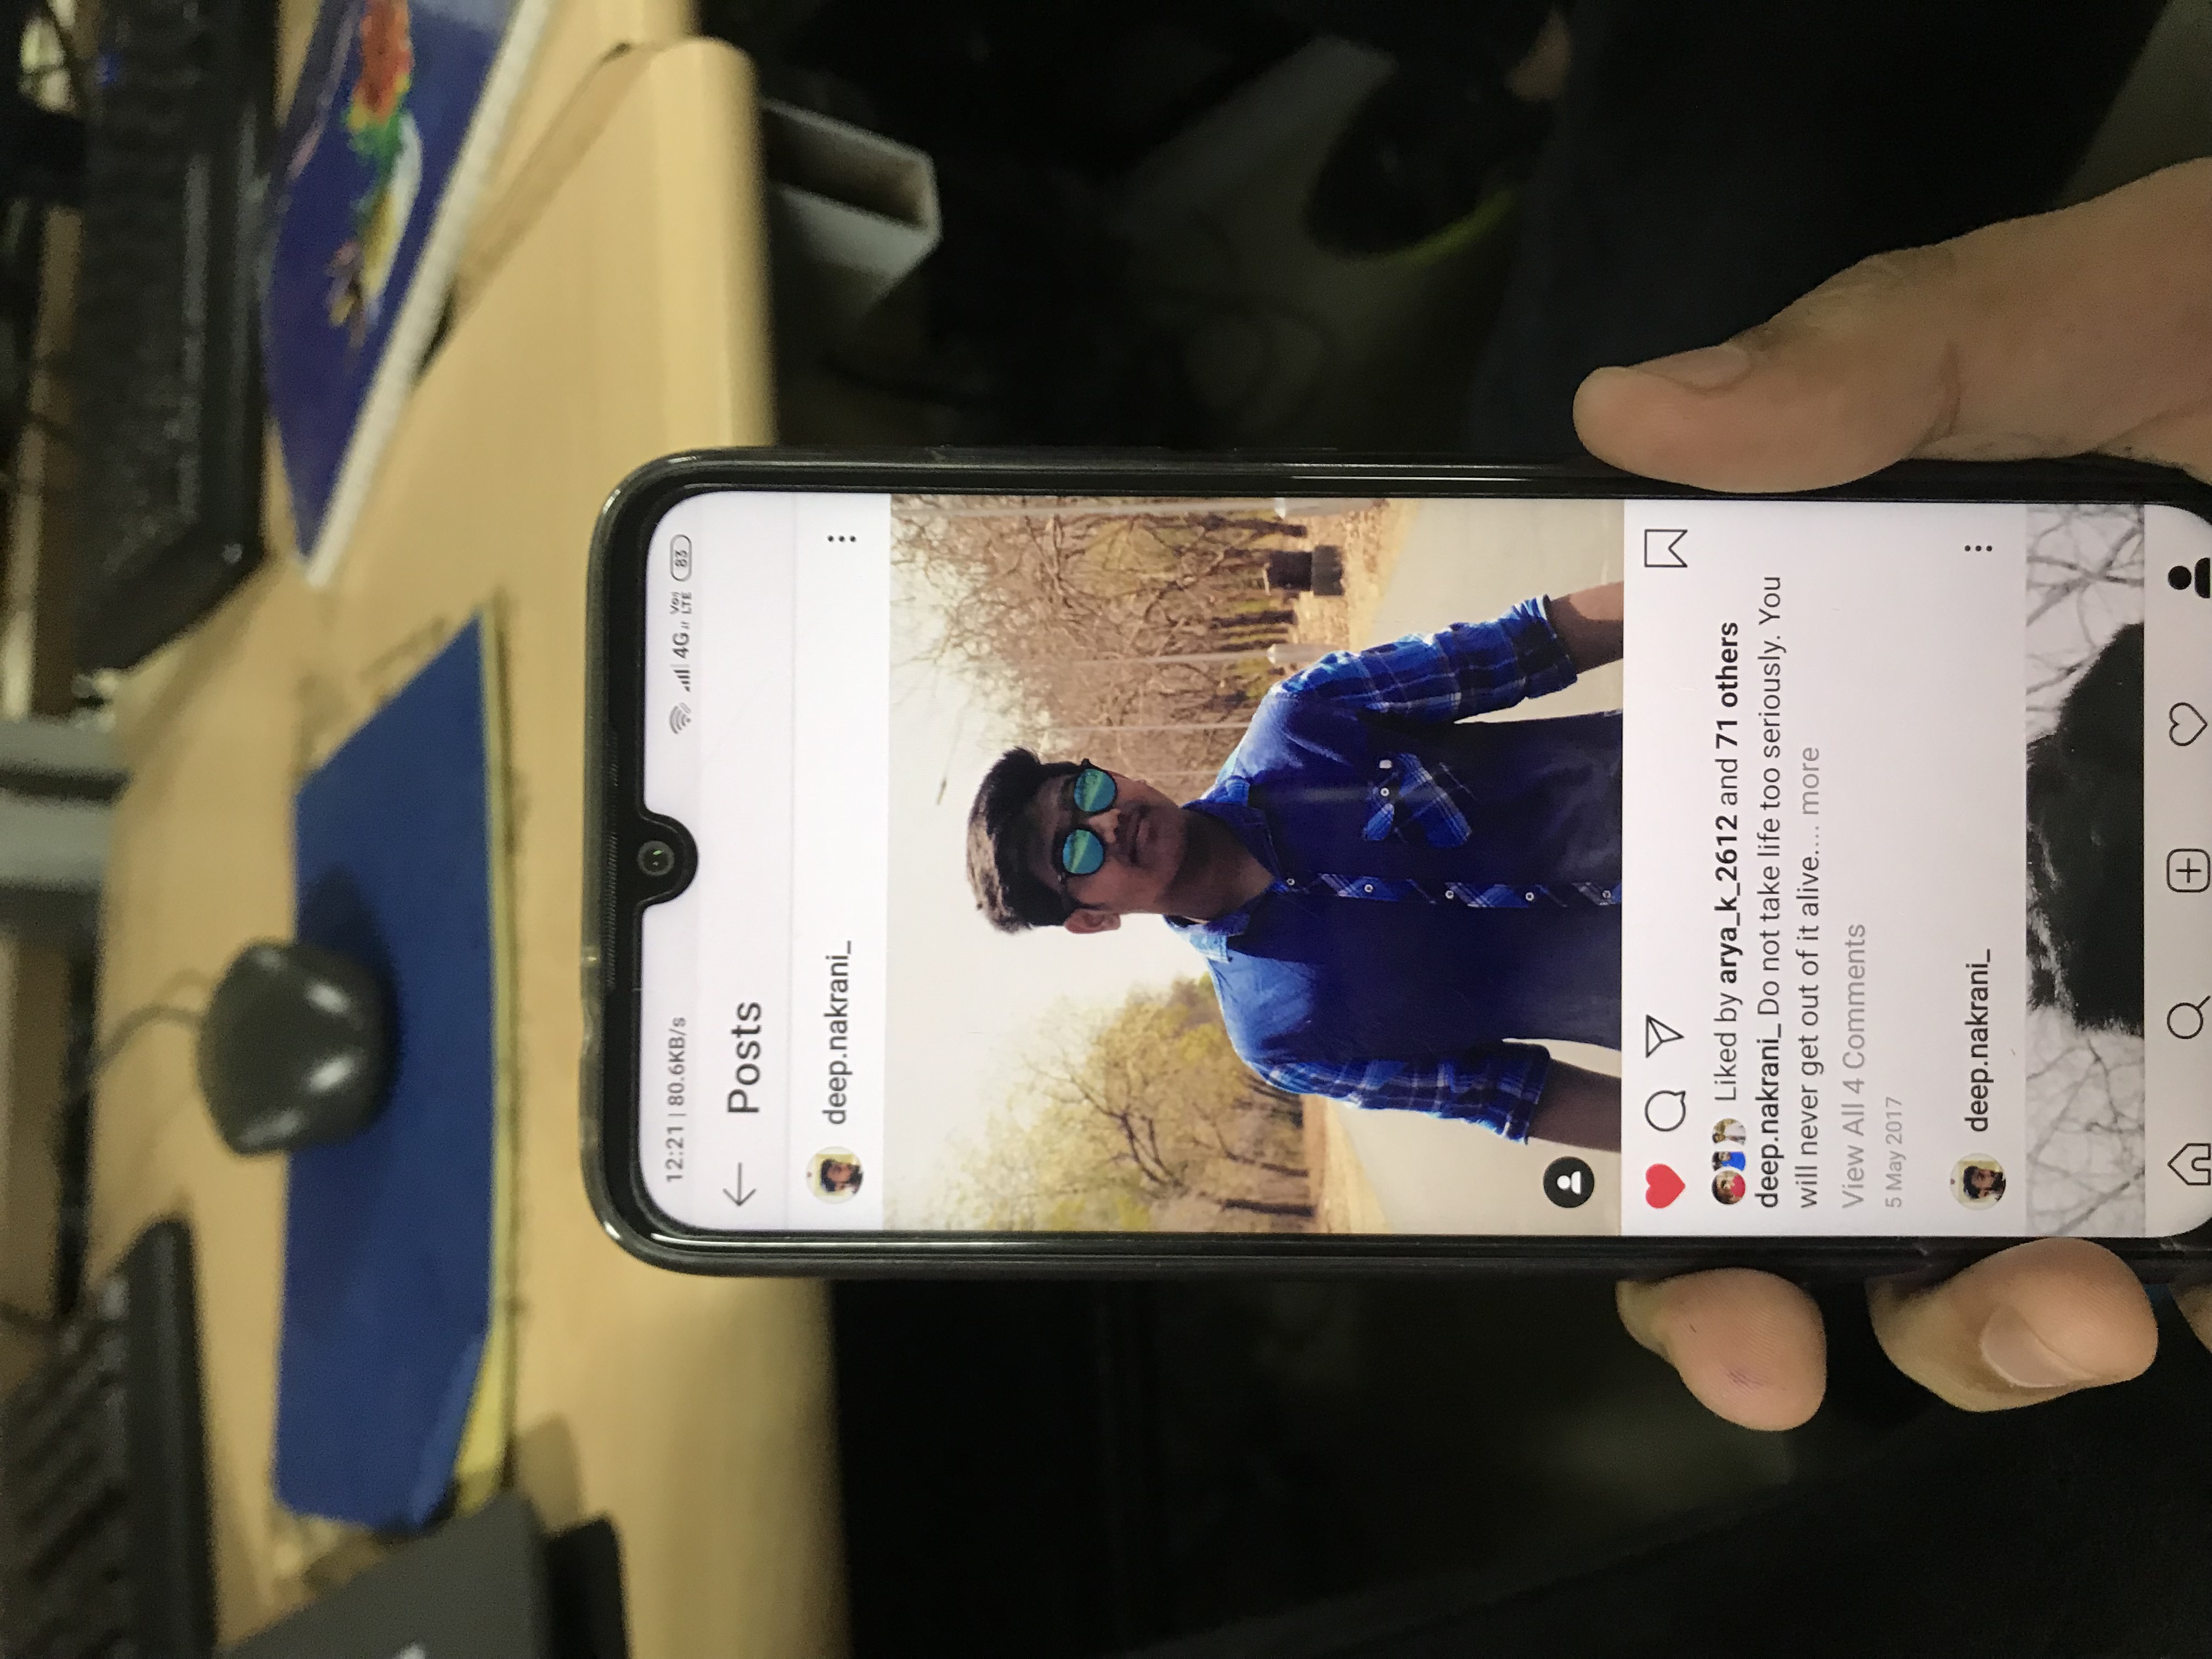 12:21 | 80.6KB/s 4G Vo) LTE 83
Posts
deep.nakrani_
Liked by arya_k_2612 and 71 others
deep.nakrani_ Do not take life too seriously. You
will never get out of it alive.... more
View All 4 Comments
5 May 2017
deep.nakrani_